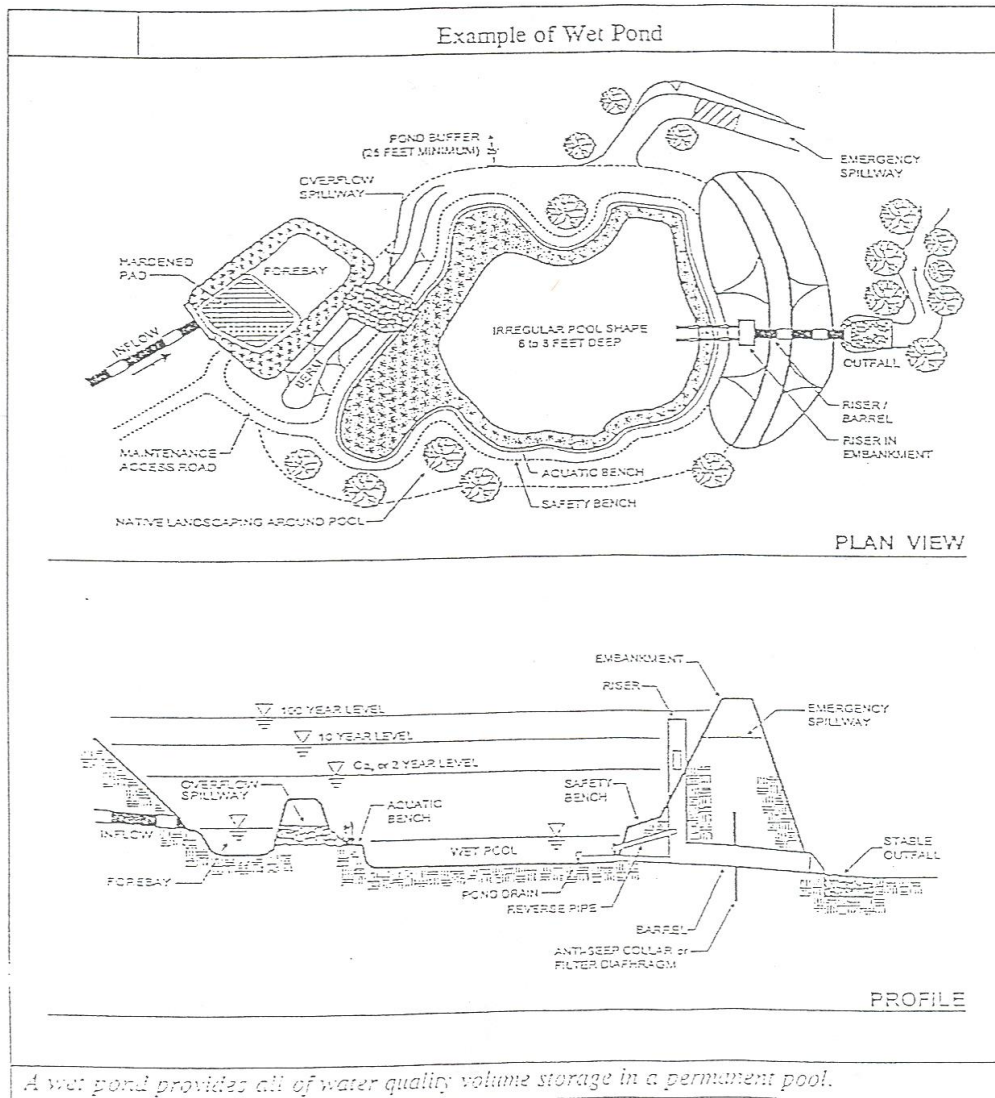 Example of Wet Pond
POND BUFFER
(25 FEET MINIMUM)
OVERFLOW
SPILLWAY
EMERGENCY
SPILLWAY
HARDENED
PAD
FOREBAY
INFLOW
BERM
IRREGULAR POOL SHAPE
6 to 8 FEET DEEP
OUTFALL
RISER /
BARREL
RISER IN
EMBANKMENT
MAINTENANCE
ACCESS ROAD
AQUATIC BENCH
SAFETY BENCH
NATIVE LANDSCAPING AROUND POOL
PLAN VIEW
EMBANKMENT
RISER
100 YEAR LEVEL
EMERGENCY
SPILLWAY
10 YEAR LEVEL
or 2 YEAR LEVEL
OVERFLOW
SPILLWAY
SAFETY
BENCH
AQUATIC
BENCH
INFLOW
STABLE
OUTFALL
WET POOL
FOREBAY
POND DRAIN
REVERSE PIPE
BARREL
ANTI-SEEP COLLAR or
FILTER DIAPHRAGM
PROFILE
A wet pond provides all of water quality volume storage in a permanent pool.